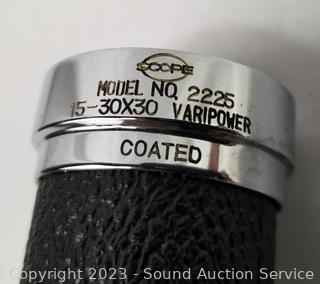 SCOPE
MODEL NO. 2225
15-30X30 VARIPOWER
COATED
© Copyright 2023 - Sound Auction Service